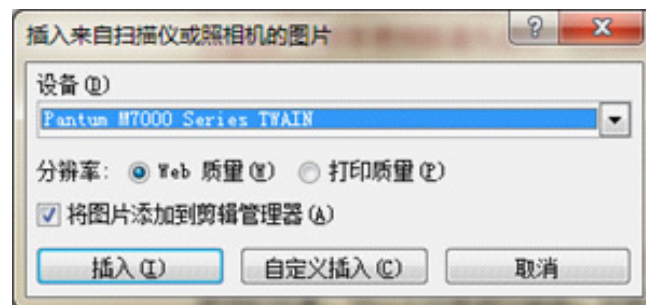 插入来自扫描仪或照相机的图片
设备(D)
Pantum M7000 Series TWAIN
分辨率: Web 质量(W) 打印质量(P)
将图片添加到剪辑管理器(A)
插入(I) 自定义插入(C) 取消